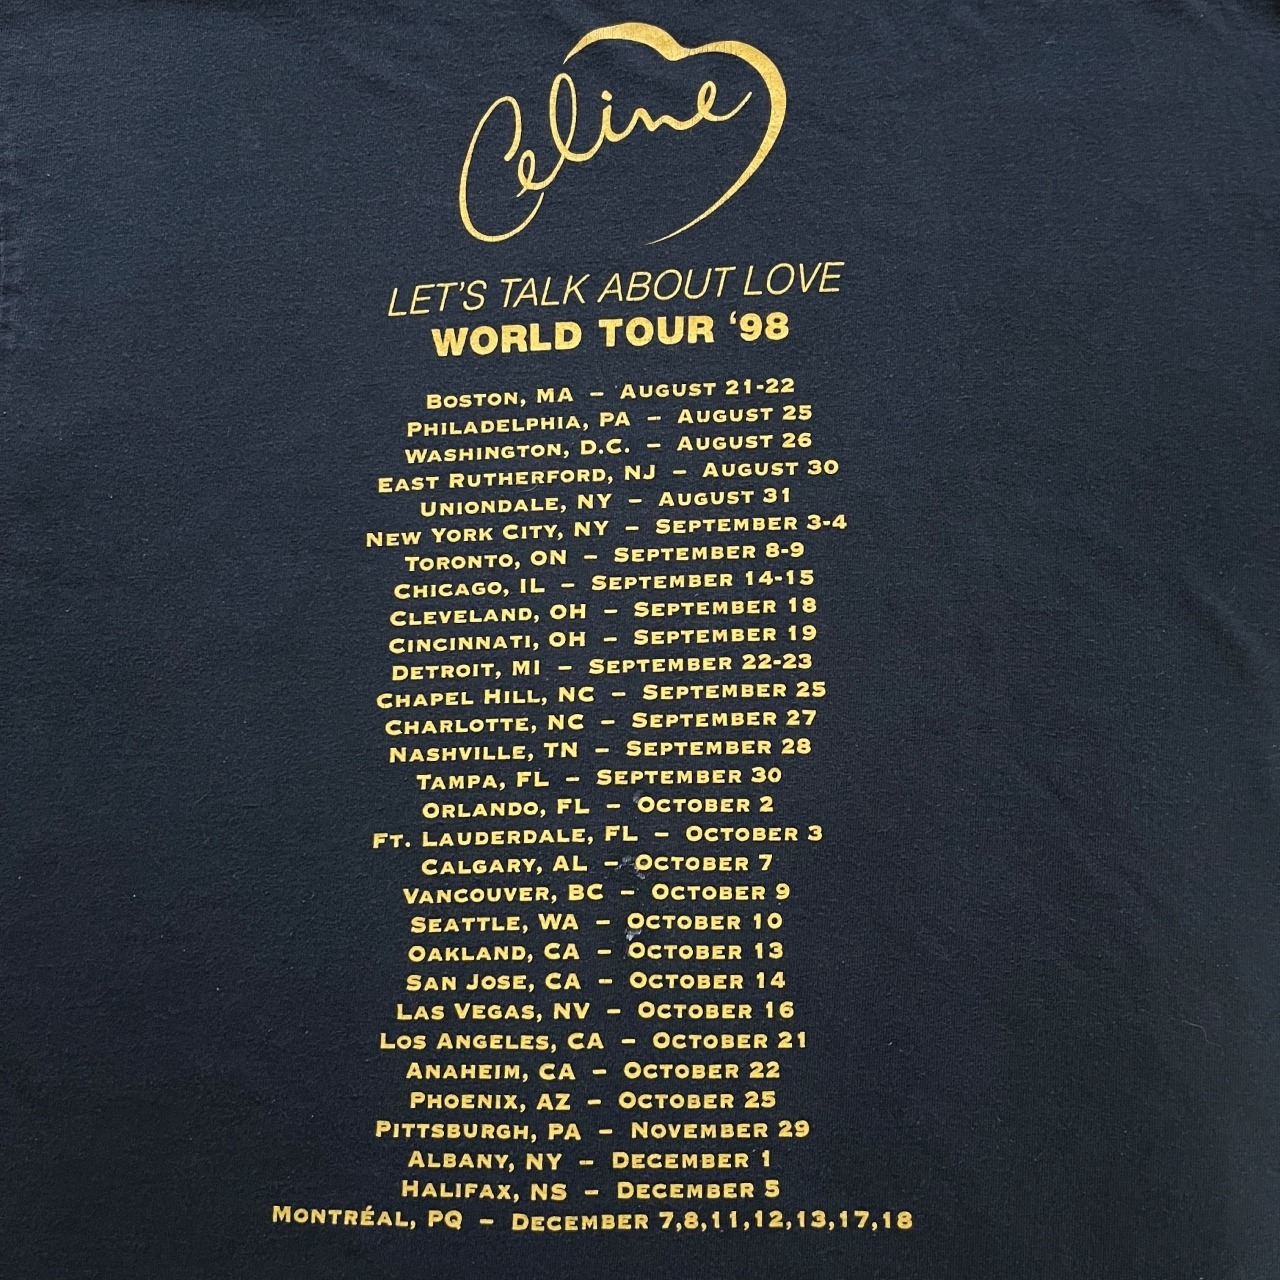 Celine
LET'S TALK ABOUT LOVE
WORLD TOUR '98
BOSTON, MA – AUGUST 21-22
PHILADELPHIA, PA – AUGUST 25
WASHINGTON, D.C. – AUGUST 26
EAST RUTHERFORD, NJ – AUGUST 30
UNIONDALE, NY – AUGUST 31
NEW YORK CITY, NY – SEPTEMBER 3-4
TORONTO, ON – SEPTEMBER 8-9
CHICAGO, IL – SEPTEMBER 14-15
CLEVELAND, OH – SEPTEMBER 18
CINCINNATI, OH – SEPTEMBER 19
DETROIT, MI – SEPTEMBER 22-23
CHAPEL HILL, NC – SEPTEMBER 25
CHARLOTTE, NC – SEPTEMBER 27
NASHVILLE, TN – SEPTEMBER 28
TAMPA, FL – SEPTEMBER 30
ORLANDO, FL – OCTOBER 2
FT. LAUDERDALE, FL – OCTOBER 3
CALGARY, AL – OCTOBER 7
VANCOUVER, BC – OCTOBER 9
SEATTLE, WA – OCTOBER 10
OAKLAND, CA – OCTOBER 13
SAN JOSE, CA – OCTOBER 14
LAS VEGAS, NV – OCTOBER 16
LOS ANGELES, CA – OCTOBER 21
ANAHEIM, CA – OCTOBER 22
PHOENIX, AZ – OCTOBER 25
PITTSBURGH, PA – NOVEMBER 29
ALBANY, NY – DECEMBER 1
HALIFAX, NS – DECEMBER 5
MONTRÉAL, PQ – DECEMBER 7,8,11,12,13,17,18